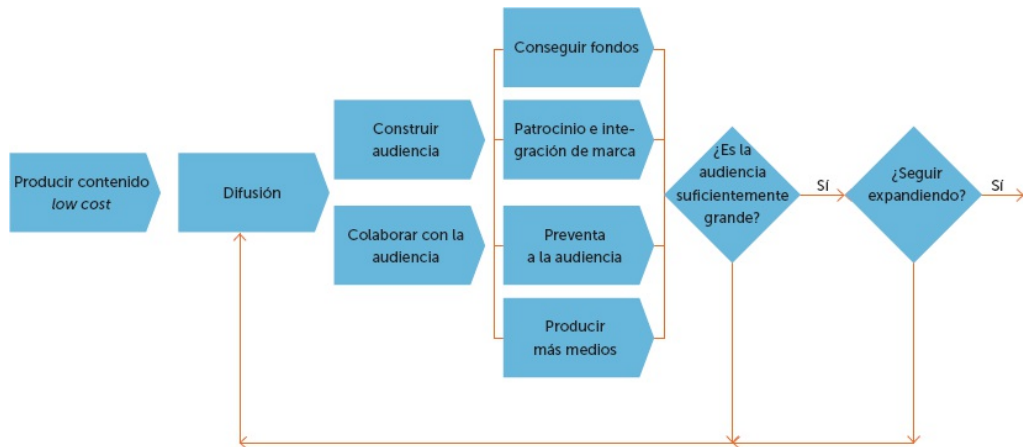 Producir contenido
low cost
Difusión
Construir
audiencia
Colaborar con la
audiencia
Conseguir fondos
Patrocinio e inte-
gración de marca
Preventa
a la audiencia
Producir
más medios
¿Es la
audiencia
suficientemente
grande?
Sí
¿Seguir
expandiendo?
Sí